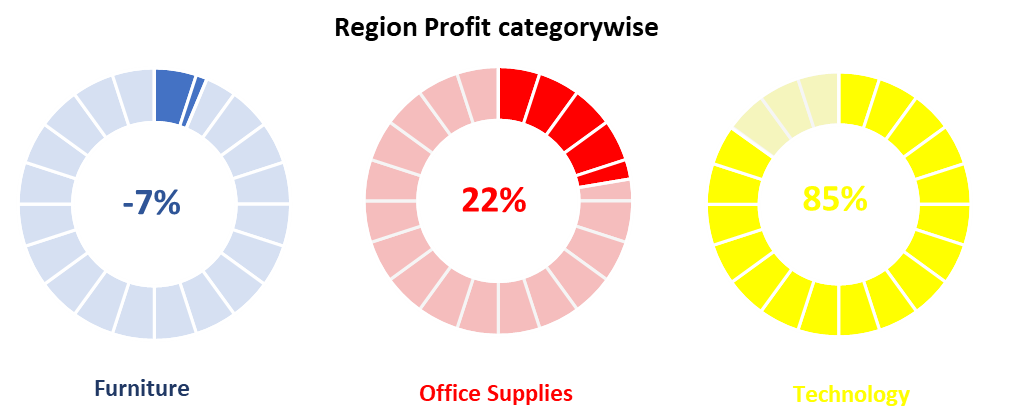 Region Profit categorywise
-7%
22%
85%
Furniture
Office Supplies
Technology